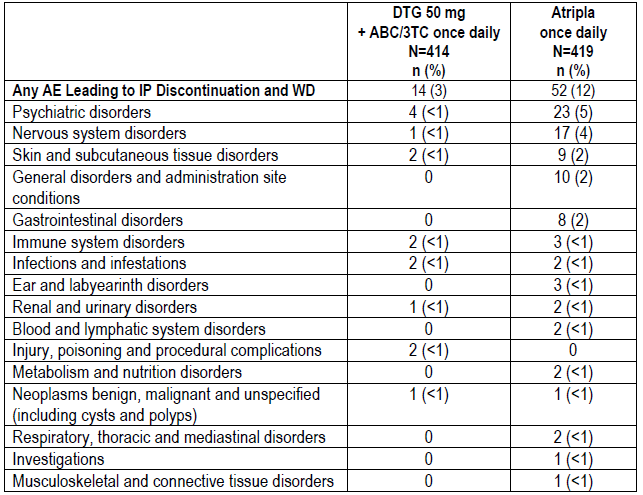 DTG 50 mg
+ ABC/3TC once daily
N=414
n (%)
Atripla
once daily
N=419
n (%)
Any AE Leading to IP Discontinuation and WD 14 (3) 52 (12)
Psychiatric disorders 4 (<1) 23 (5)
Nervous system disorders 1 (<1) 17 (4)
Skin and subcutaneous tissue disorders 2 (<1) 9 (2)
General disorders and administration site 0 10 (2)
conditions
Gastrointestinal disorders 0 8 (2)
Immune system disorders 2 (<1) 3 (<1)
Infections and infestations 2 (<1) 2 (<1)
Ear and labyearinth disorders 0 3 (<1)
Renal and urinary disorders 1 (<1) 2 (<1)
Blood and lymphatic system disorders 0 2 (<1)
Injury, poisoning and procedural complications 2 (<1) 0
Metabolism and nutrition disorders 0 2 (<1)
Neoplasms benign, malignant and unspecified 1 (<1) 1 (<1)
(including cysts and polyps)
Respiratory, thoracic and mediastinal disorders 0 2 (<1)
Investigations 0 1 (<1)
Musculoskeletal and connective tissue disorders 0 1 (<1)